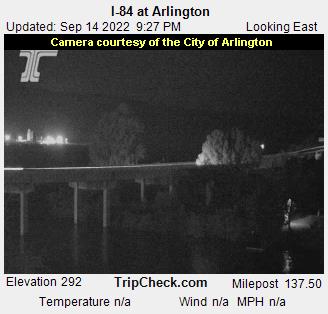 I-84 at Arlington
Updated: Sep 14 2022 9:27 PM Looking East
Camera courtesy of the City of Arlington
Elevation 292 TripCheck.com Milepost 137.50
Temperature n/a Wind n/a MPH n/a